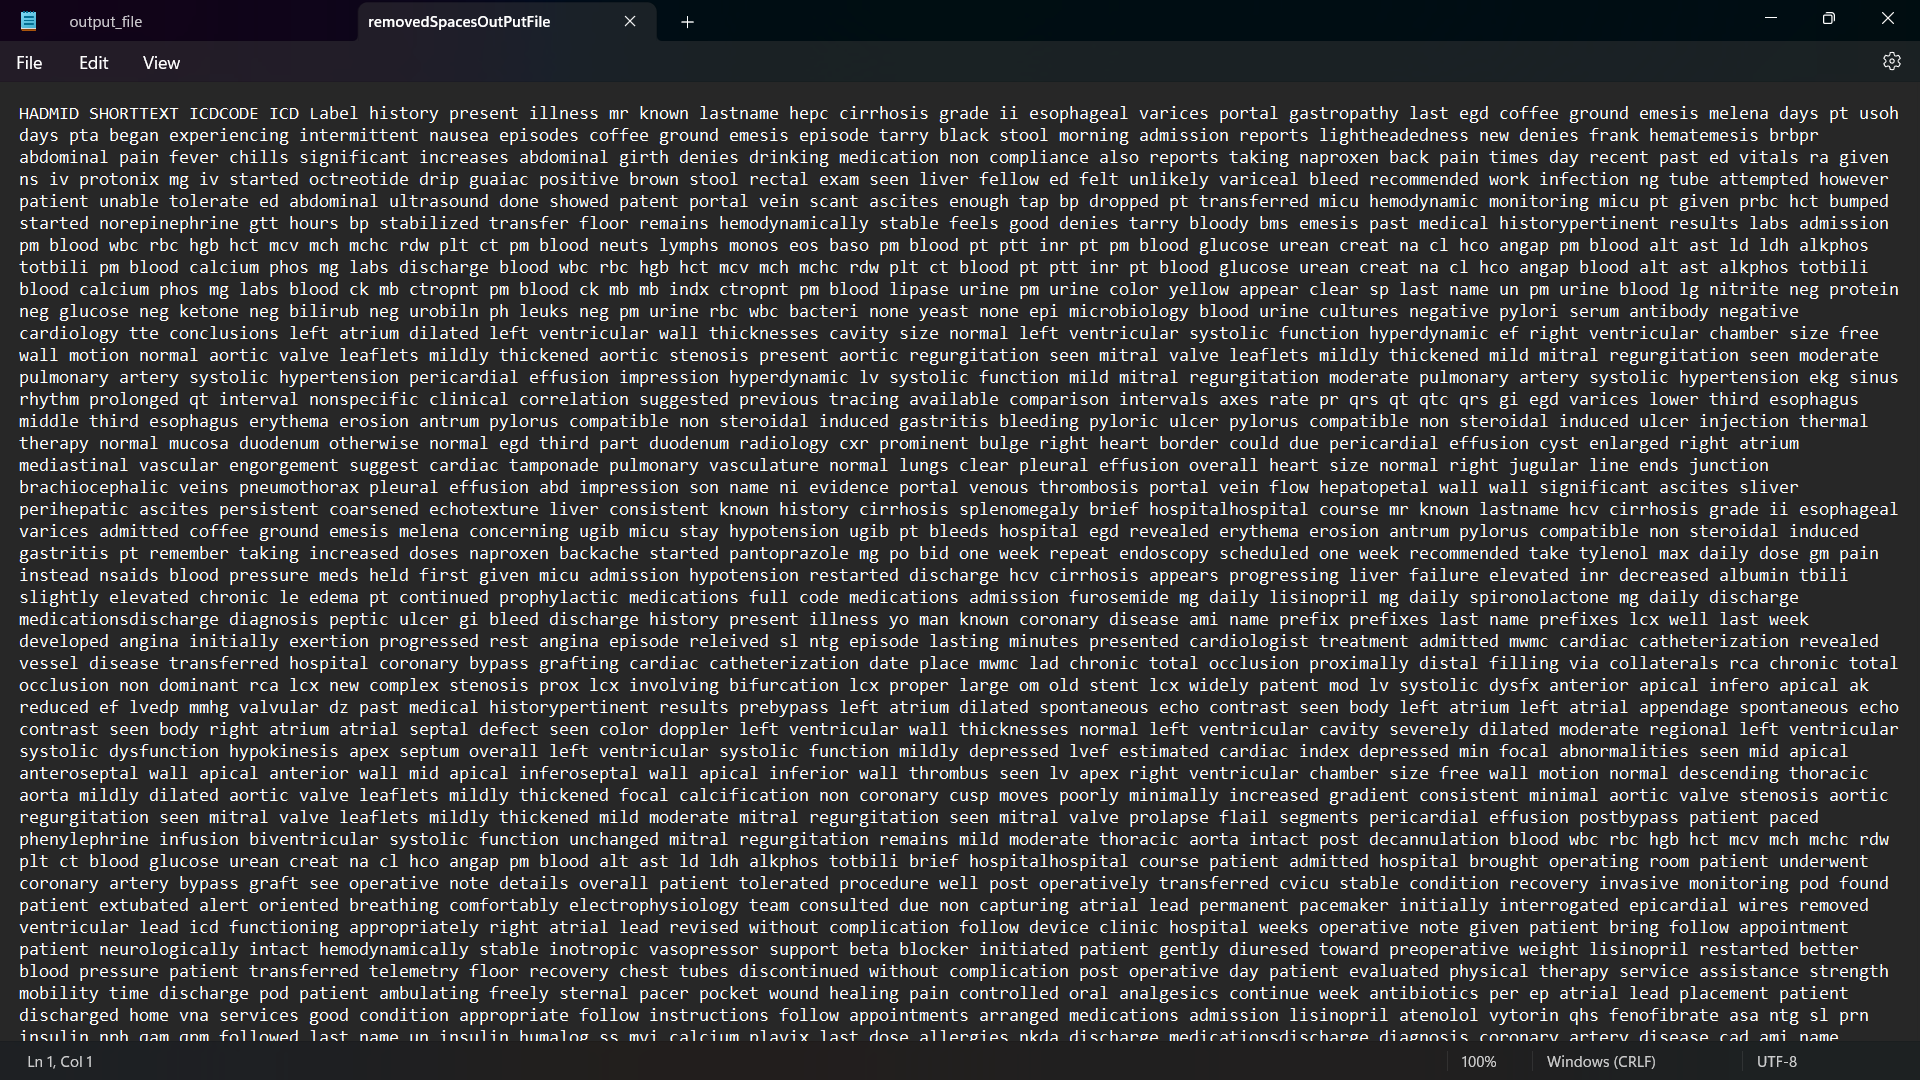 output_file
removedSpacesOutPutFile
File Edit View
HADMID SHORTTEXT ICDCODE ICD Label history present illness mr known lastname hepc cirrhosis grade ii esophageal varices portal gastropathy last egd coffee ground emesis melena days pt usoh
days pta began experiencing intermittent nausea episodes coffee ground emesis episode tarry black stool morning admission reports lightheadedness new denies frank hematemesis brbpr
abdominal pain fever chills significant increases abdominal girth denies drinking medication non compliance also reports taking naproxen back pain times day recent past ed vitals ra given
ns iv protonix mg iv started octreotide drip guaiac positive brown stool rectal exam seen liver fellow ed felt unlikely variceal bleed recommended work infection ng tube attempted however
patient unable tolerate ed abdominal ultrasound done showed patent portal vein scant ascites enough tap bp dropped pt transferred micu hemodynamic monitoring micu pt given prbc hct bumped
started norepinephrine gtt hours bp stabilized transfer floor remains hemodynamically stable feels good denies tarry bloody bms emesis past medical historypertinent results labs admission
pm blood wbc rbc hgb hct mcv mch mchc rdw plt ct pm blood neuts lymphs monos eos baso pm blood pt ptt inr pt pm blood glucose urean creat na cl hco angap pm blood alt ast ld ldh alkphos
totbili pm blood calcium phos mg labs discharge blood wbc rbc hgb hct mcv mch mchc rdw plt ct blood pt ptt inr pt blood glucose urean creat na cl hco angap blood alt ast alkphos totbili
blood calcium phos mg labs blood ck mb ctropnt pm blood ck mb mb indx ctropnt pm blood lipase urine pm urine color yellow appear clear sp last name un pm urine blood lg nitrite neg protein
neg glucose neg ketone neg bilirub neg urobiln ph leuks neg pm urine rbc wbc bacteri none yeast none epi microbiology blood urine cultures negative pylori serum antibody negative
cardiology tte conclusions left atrium dilated left ventricular wall thicknesses cavity size normal left ventricular systolic function hyperdynamic ef right ventricular chamber size free
wall motion normal aortic valve leaflets mildly thickened aortic stenosis present aortic regurgitation seen mitral valve leaflets mildly thickened mild mitral regurgitation seen moderate
pulmonary artery systolic hypertension pericardial effusion impression hyperdynamic lv systolic function mild mitral regurgitation moderate pulmonary artery systolic hypertension ekg sinus
rhythm prolonged qt interval nonspecific clinical correlation suggested previous tracing available comparison intervals axes rate pr qrs qt qtc qrs gi egd varices lower third esophagus
middle third esophagus erythema erosion antrum pylorus compatible non steroidal induced gastritis bleeding pyloric ulcer pylorus compatible non steroidal induced ulcer injection thermal
therapy normal mucosa duodenum otherwise normal egd third part duodenum radiology cxr prominent bulge right heart border could due pericardial effusion cyst enlarged right atrium
mediastinal vascular engorgement suggest cardiac tamponade pulmonary vasculature normal lungs clear pleural effusion overall heart size normal right jugular line ends junction
brachiocephalic veins pneumothorax pleural effusion abd impression son name ni evidence portal venous thrombosis portal vein flow hepatopetal wall wall significant ascites sliver
perihepatic ascites persistent coarsened echotexture liver consistent known history cirrhosis splenomegaly brief hospitalhospital course mr known lastname hcv cirrhosis grade ii esophageal
varices admitted coffee ground emesis melena concerning ugib micu stay hypotension ugib pt bleeds hospital egd revealed erythema erosion antrum pylorus compatible non steroidal induced
gastritis pt remember taking increased doses naproxen backache started pantoprazole mg po bid one week repeat endoscopy scheduled one week recommended take tylenol max daily dose gm pain
instead nsaids blood pressure meds held first given micu admission hypotension restarted discharge hcv cirrhosis appears progressing liver failure elevated inr decreased albumin tbili
slightly elevated chronic le edema pt continued prophylactic medications full code medications admission furosemide mg daily lisinopril mg daily spironolactone mg daily discharge
medicationsdischarge diagnosis peptic ulcer gi bleed discharge history present illness yo man known coronary disease ami name prefix prefixes last name prefixes lcx well last week
developed angina initially exertion progressed rest angina episode releived sl ntg episode lasting minutes presented cardiologist treatment admitted mwmc cardiac catheterization revealed
vessel disease transferred hospital coronary bypass grafting cardiac catheterization date place mwmc lad chronic total occlusion proximally distal filling via collaterals rca chronic total
occlusion non dominant rca lcx new complex stenosis prox lcx involving bifurcation lcx proper large om old stent lcx widely patent mod lv systolic dysfx anterior apical infero apical ak
reduced ef lvedp mmhg valvular dz past medical historypertinent results prebypass left atrium dilated spontaneous echo contrast seen body left atrium left atrial appendage spontaneous echo
contrast seen body right atrium atrial septal defect seen color doppler left ventricular wall thicknesses normal left ventricular cavity severely dilated moderate regional left ventricular
systolic dysfunction hypokinesis apex septum overall left ventricular systolic function mildly depressed lvef estimated cardiac index depressed min focal abnormalities seen mid apical
anteroseptal wall apical anterior wall mid apical inferoseptal wall apical inferior wall thrombus seen lv apex right ventricular chamber size free wall motion normal descending thoracic
aorta mildly dilated aortic valve leaflets mildly thickened focal calcification non coronary cusp moves poorly minimally increased gradient consistent minimal aortic valve stenosis aortic
regurgitation seen mitral valve leaflets mildly thickened mild moderate mitral regurgitation seen mitral valve prolapse flail segments pericardial effusion postbypass patient paced
phenylephrine infusion biventricular systolic function unchanged mitral regurgitation remains mild moderate thoracic aorta intact post decannulation blood wbc rbc hgb hct mcv mch mchc rdw
plt ct blood glucose urean creat na cl hco angap pm blood alt ast ld ldh alkphos totbili brief hospitalhospital course patient admitted hospital brought operating room patient underwent
coronary artery bypass graft see operative note details overall patient tolerated procedure well post operatively transferred cvicu stable condition recovery invasive monitoring pod found
patient extubated alert oriented breathing comfortably electrophysiology team consulted due non capturing atrial lead permanent pacemaker initially interrogated epicardial wires removed
ventricular lead icd functioning appropriately right atrial lead revised without complication follow device clinic hospital weeks operative note given patient bring follow appointment
patient neurologically intact hemodynamically stable inotropic vasopressor support beta blocker initiated patient gently diuresed toward preoperative weight lisinopril restarted better
blood pressure patient transferred telemetry floor recovery chest tubes discontinued without complication post operative day patient evaluated physical therapy service assistance strength
mobility time discharge pod patient ambulating freely sternal pacer pocket wound healing pain controlled oral analgesics continue week antibiotics per ep atrial lead placement patient
discharged home vna services good condition appropriate follow instructions follow appointments arranged medications admission lisinopril atenolol vytorin qhs fenofibrate asa ntg sl prn
insulin nph qam qpm followed last name un insulin humalog ss mvi calcium plavix last dose allergies nkda discharge medicationsdischarge diagnosis coronary artery disease cad ami name
Ln 1, Col 1 100% Windows (CRLF) UTF-8